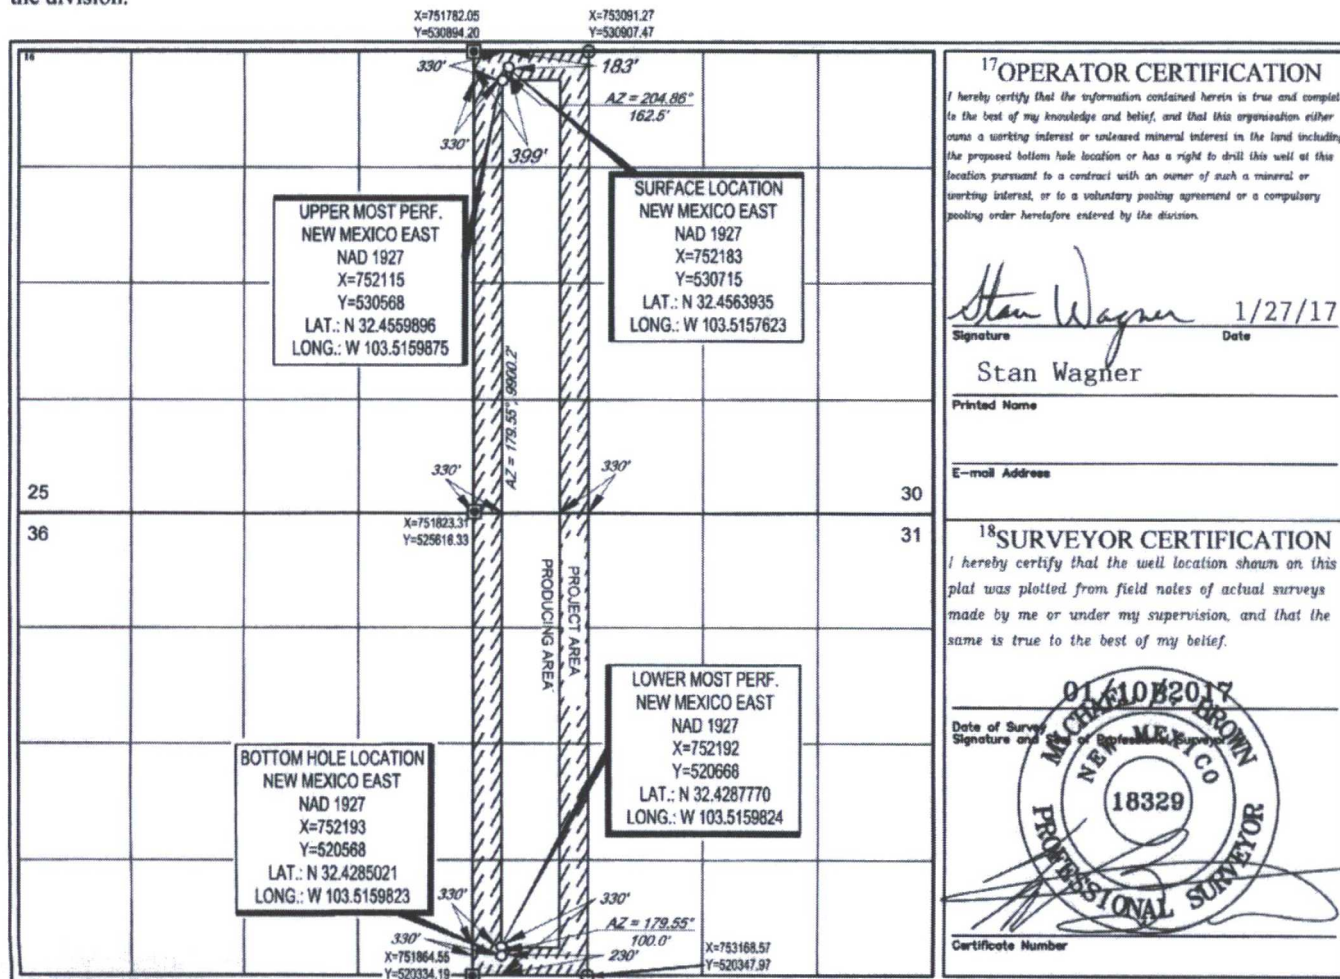 the division.
X=751782.05
Y=530894.20
X=753091.27
Y=530907.47
16
330'
183'
AZ = 204.86°
162.5'
330'
399'
UPPER MOST PERF.
NEW MEXICO EAST
NAD 1927
X=752115
Y=530568
LAT.: N 32.4559896
LONG.: W 103.5159875
SURFACE LOCATION
NEW MEXICO EAST
NAD 1927
X=752183
Y=530715
LAT.: N 32.4563935
LONG.: W 103.5157623
AZ = 179.55°, 9900.2'
330'
330'
25
30
36
31
X=751823.31
Y=525616.33
PROJECT AREA
PRODUCING AREA
LOWER MOST PERF.
NEW MEXICO EAST
NAD 1927
X=752192
Y=520668
LAT.: N 32.4287770
LONG.: W 103.5159824
BOTTOM HOLE LOCATION
NEW MEXICO EAST
NAD 1927
X=752193
Y=520568
LAT.: N 32.4285021
LONG.: W 103.5159823
330'
330'
AZ = 179.55°
100.0'
330'
230'
X=751864.55
Y=520334.19
X=753168.57
Y=520347.97
17 OPERATOR CERTIFICATION
I hereby certify that the information contained herein is true and complete
to the best of my knowledge and belief, and that this organisation either
owns a working interest or unleased mineral interest in the land including
the proposed bottom hole location or has a right to drill this well at this
location pursuant to a contract with an owner of such a mineral or
working interest, or to a voluntary pooling agreement or a compulsory
pooling order heretofore entered by the division.
Stan Wagner 1/27/17
Signature Date
Stan Wagner
Printed Name
E-mail Address
18 SURVEYOR CERTIFICATION
I hereby certify that the well location shown on this
plat was plotted from field notes of actual surveys
made by me or under my supervision, and that the
same is true to the best of my belief.
01/10/2017
Date of Survey
Signature and Seal of Professional Surveyor
MICHAEL BROWN
NEW MEXICO
18329
PROFESSIONAL SURVEYOR
Certificate Number